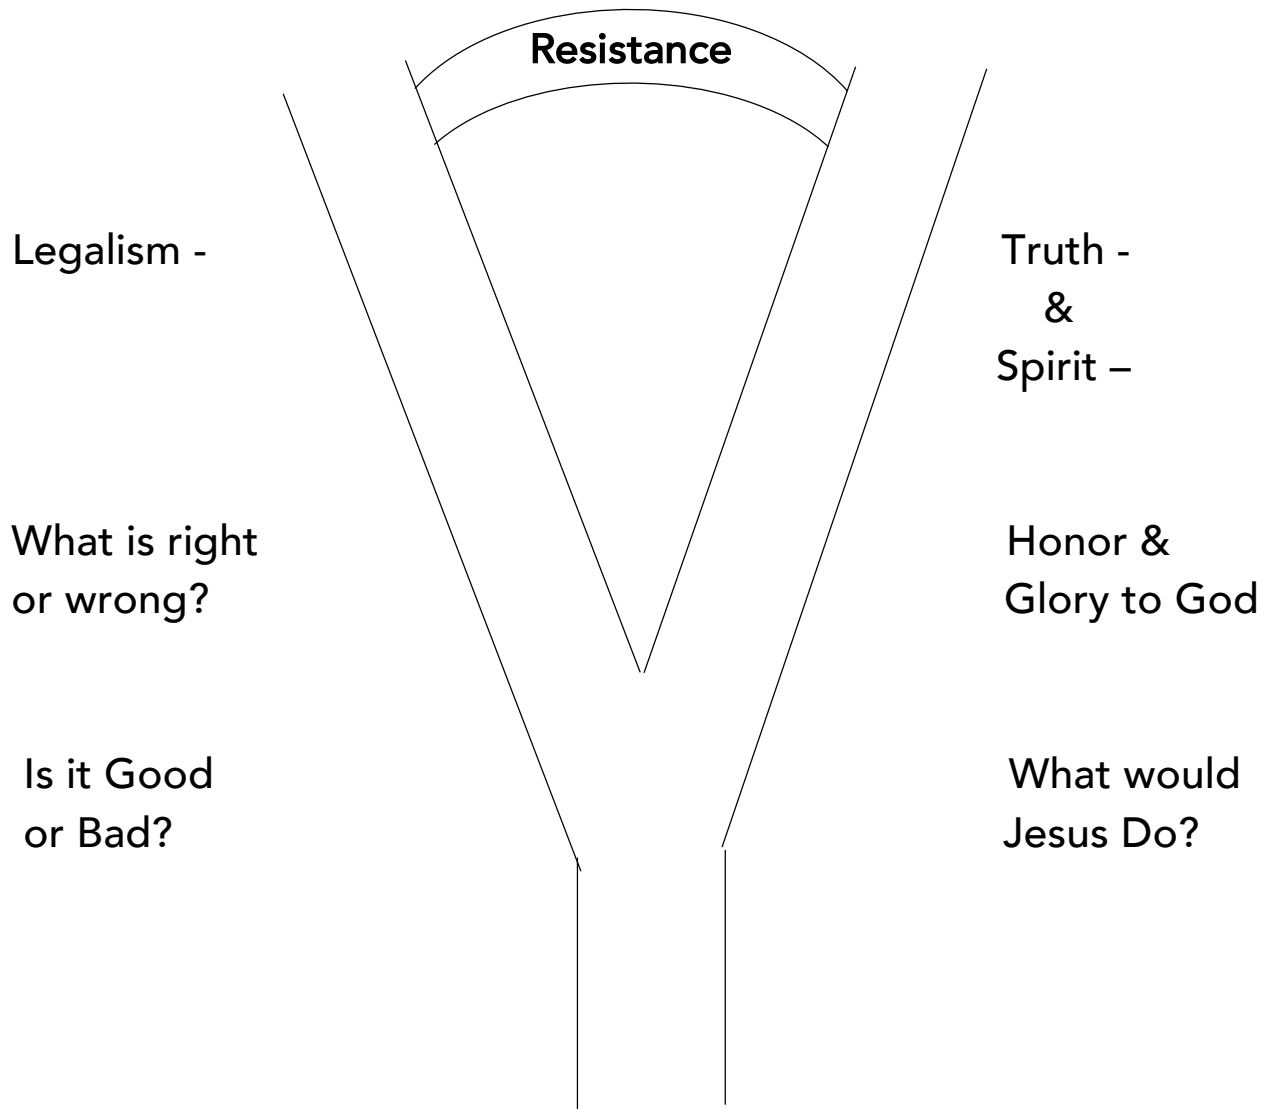 Resistance
Legalism -
Truth -
&
Spirit –
What is right
or wrong?
Honor &
Glory to God
Is it Good
or Bad?
What would
Jesus Do?